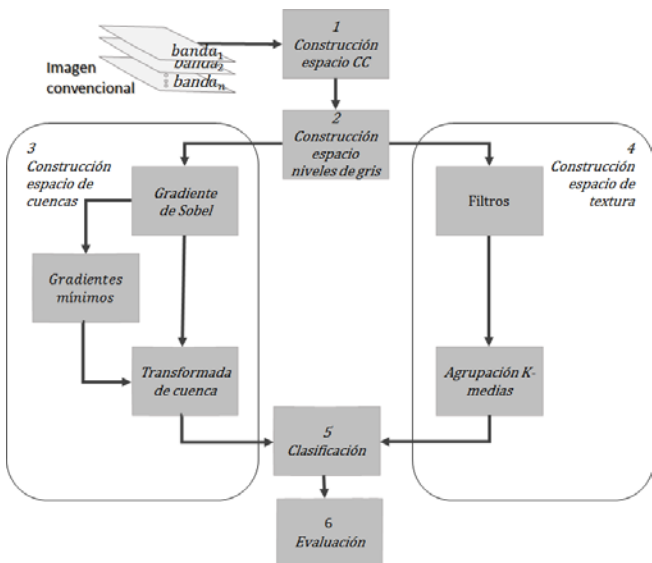 1
Construcción
espacio CC
banda1
banda2
bandan
Imagen
convencional
2
Construcción
espacio
niveles de gris
3
Construcción
espacio de
cuencas
Gradiente
de Sobel
Gradientes
mínimos
Transformada
de cuenca
4
Construcción
espacio de
textura
Filtros
Agrupación K-
medias
5
Clasificación
6
Evaluación